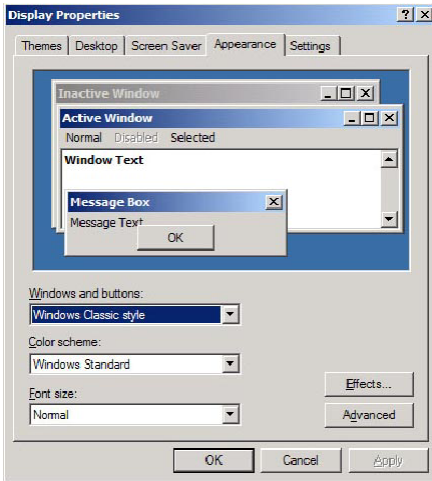 Display Properties
Themes Desktop Screen Saver Appearance Settings
Inactive Window
Active Window
Normal Disabled Selected
Window Text
Message Box
Message Text
OK
Windows and buttons:
Windows Classic style
Color scheme:
Windows Standard
Effects...
Font size:
Normal
Advanced
OK Cancel Apply